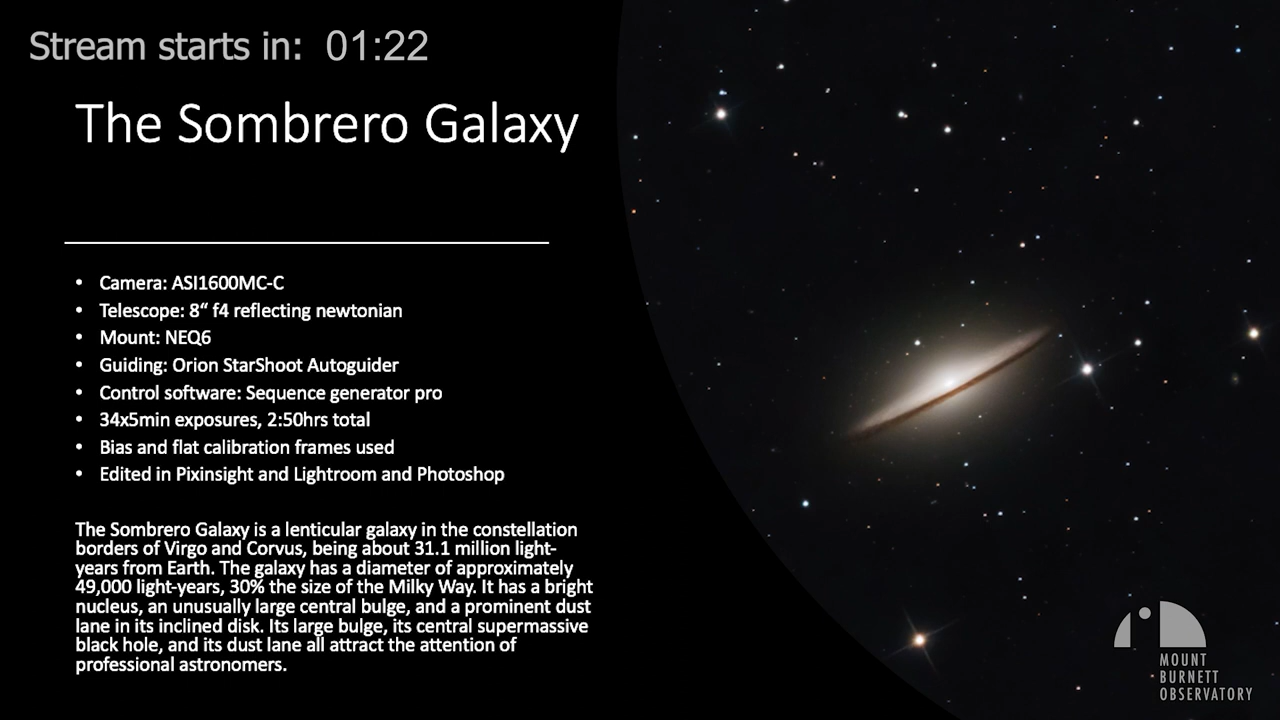 Stream starts in: 01:22
The Sombrero Galaxy
• Camera: ASI1600MC-C
• Telescope: 8“ f4 reflecting newtonian
• Mount: NEQ6
• Guiding: Orion StarShoot Autoguider
• Control software: Sequence generator pro
• 34x5min exposures, 2:50hrs total
• Bias and flat calibration frames used
• Edited in Pixinsight and Lightroom and Photoshop
The Sombrero Galaxy is a lenticular galaxy in the constellation
borders of Virgo and Corvus, being about 31.1 million light-
years from Earth. The galaxy has a diameter of approximately
49,000 light-years, 30% the size of the Milky Way. It has a bright
nucleus, an unusually large central bulge, and a prominent dust
lane in its inclined disk. Its large bulge, its central supermassive
black hole, and its dust lane all attract the attention of
professional astronomers.
MOUNT
BURNETT
OBSERVATORY